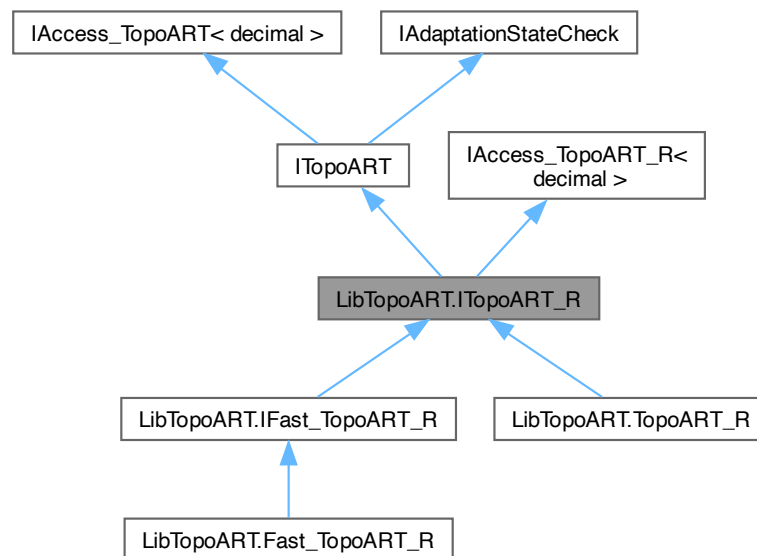 IAccess_TopoART< decimal >
IAdaptationStateCheck
ITopoART
IAccess_TopoART_R<
decimal >
LibTopoART.ITopoART_R
LibTopoART.IFast_TopoART_R
LibTopoART.TopoART_R
LibTopoART.Fast_TopoART_R